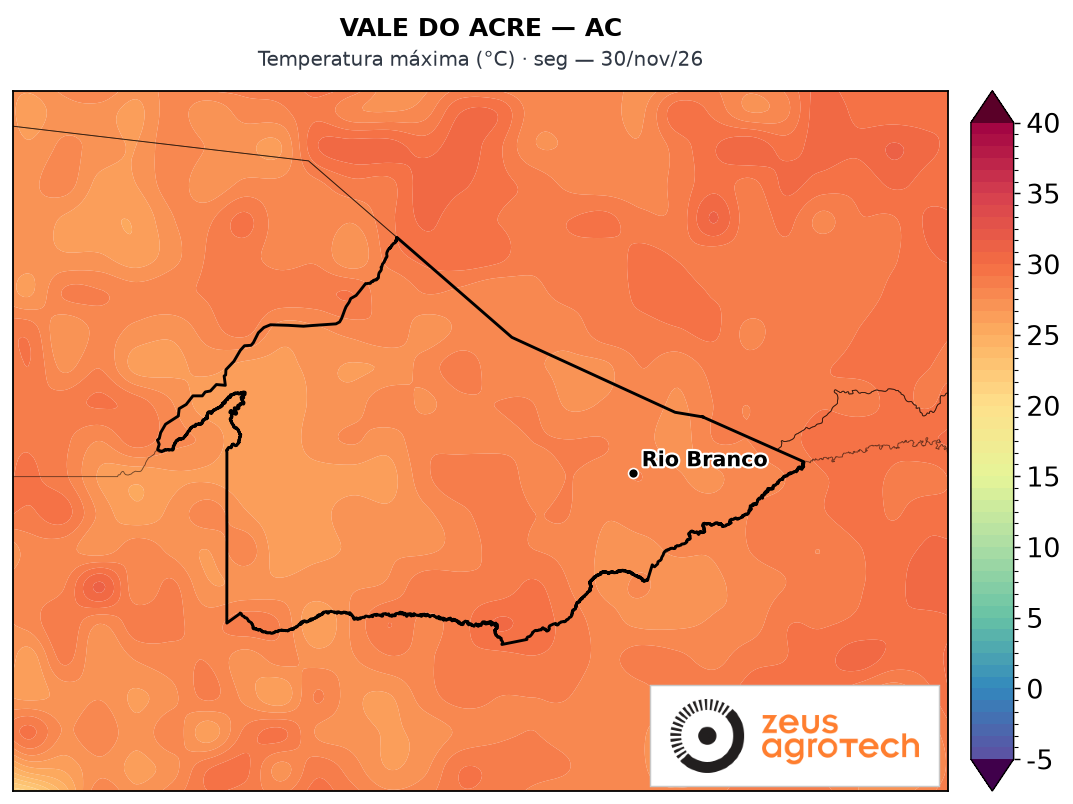 VALE DO ACRE — AC
Temperatura máxima (°C) · seg — 30/nov/26
40
35
30
25
20
15
10
5
0
-5
Rio Branco
zeus
agrotech